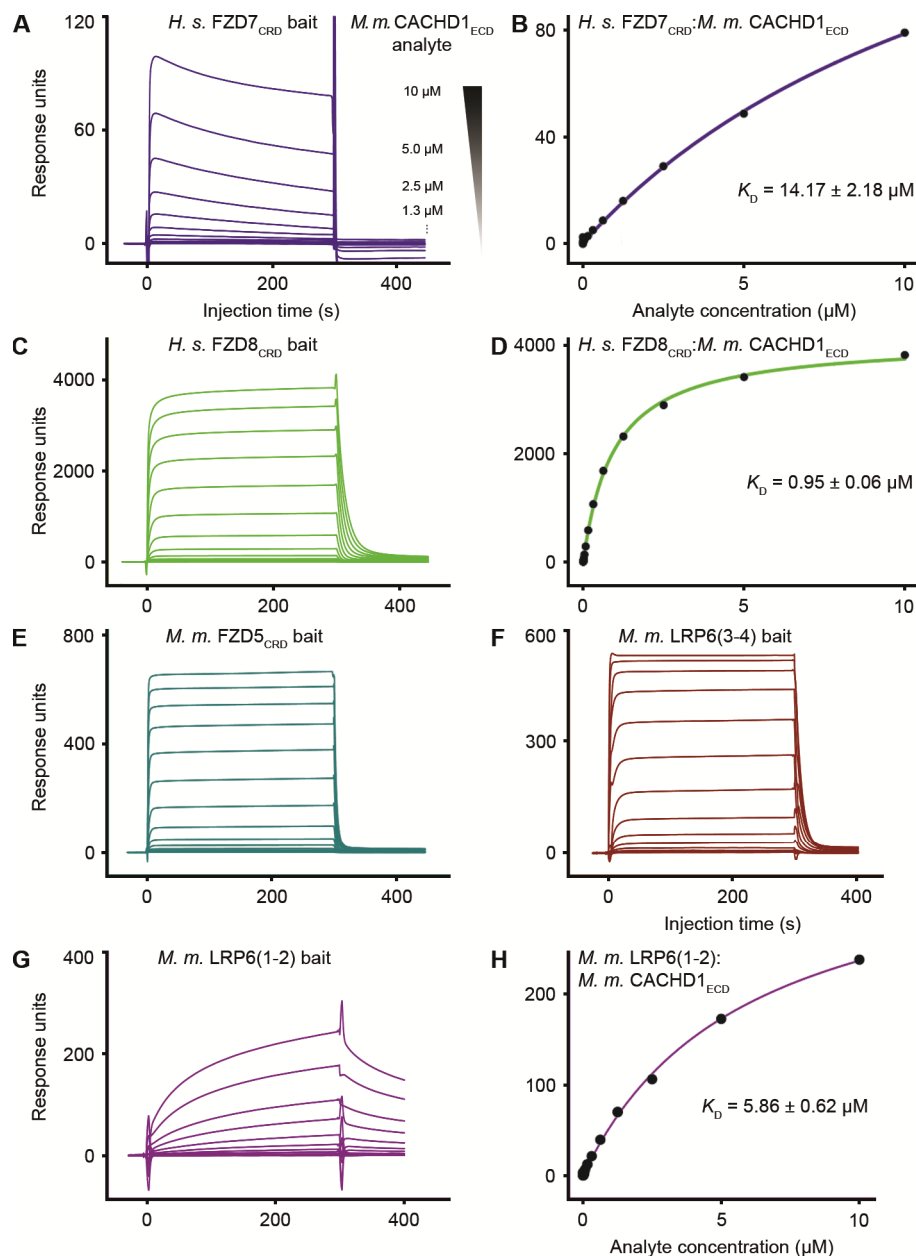 A
H. s. FZD7CRD bait
M. m. CACHD1ECD
analyte
Response units
120
60
0
10 µM
5.0 µM
2.5 µM
1.3 µM
⋮
0
200
400
Injection time (s)
B
H. s. FZD7CRD:M. m. CACHD1ECD
80
40
0
KD = 14.17 ± 2.18 µM
0
5
10
Analyte concentration (µM)
C
H. s. FZD8CRD bait
Response units
4000
2000
0
0
200
400
D
H. s. FZD8CRD:M. m. CACHD1ECD
4000
2000
0
KD = 0.95 ± 0.06 µM
0
5
10
E
M. m. FZD5CRD bait
Response units
800
400
0
0
200
400
F
M. m. LRP6(3-4) bait
600
300
0
0
200
400
Injection time (s)
G
M. m. LRP6(1-2) bait
Response units
400
200
0
0
200
400
H
M. m. LRP6(1-2):
M. m. CACHD1ECD
200
100
0
KD = 5.86 ± 0.62 µM
0
5
10
Analyte concentration (µM)